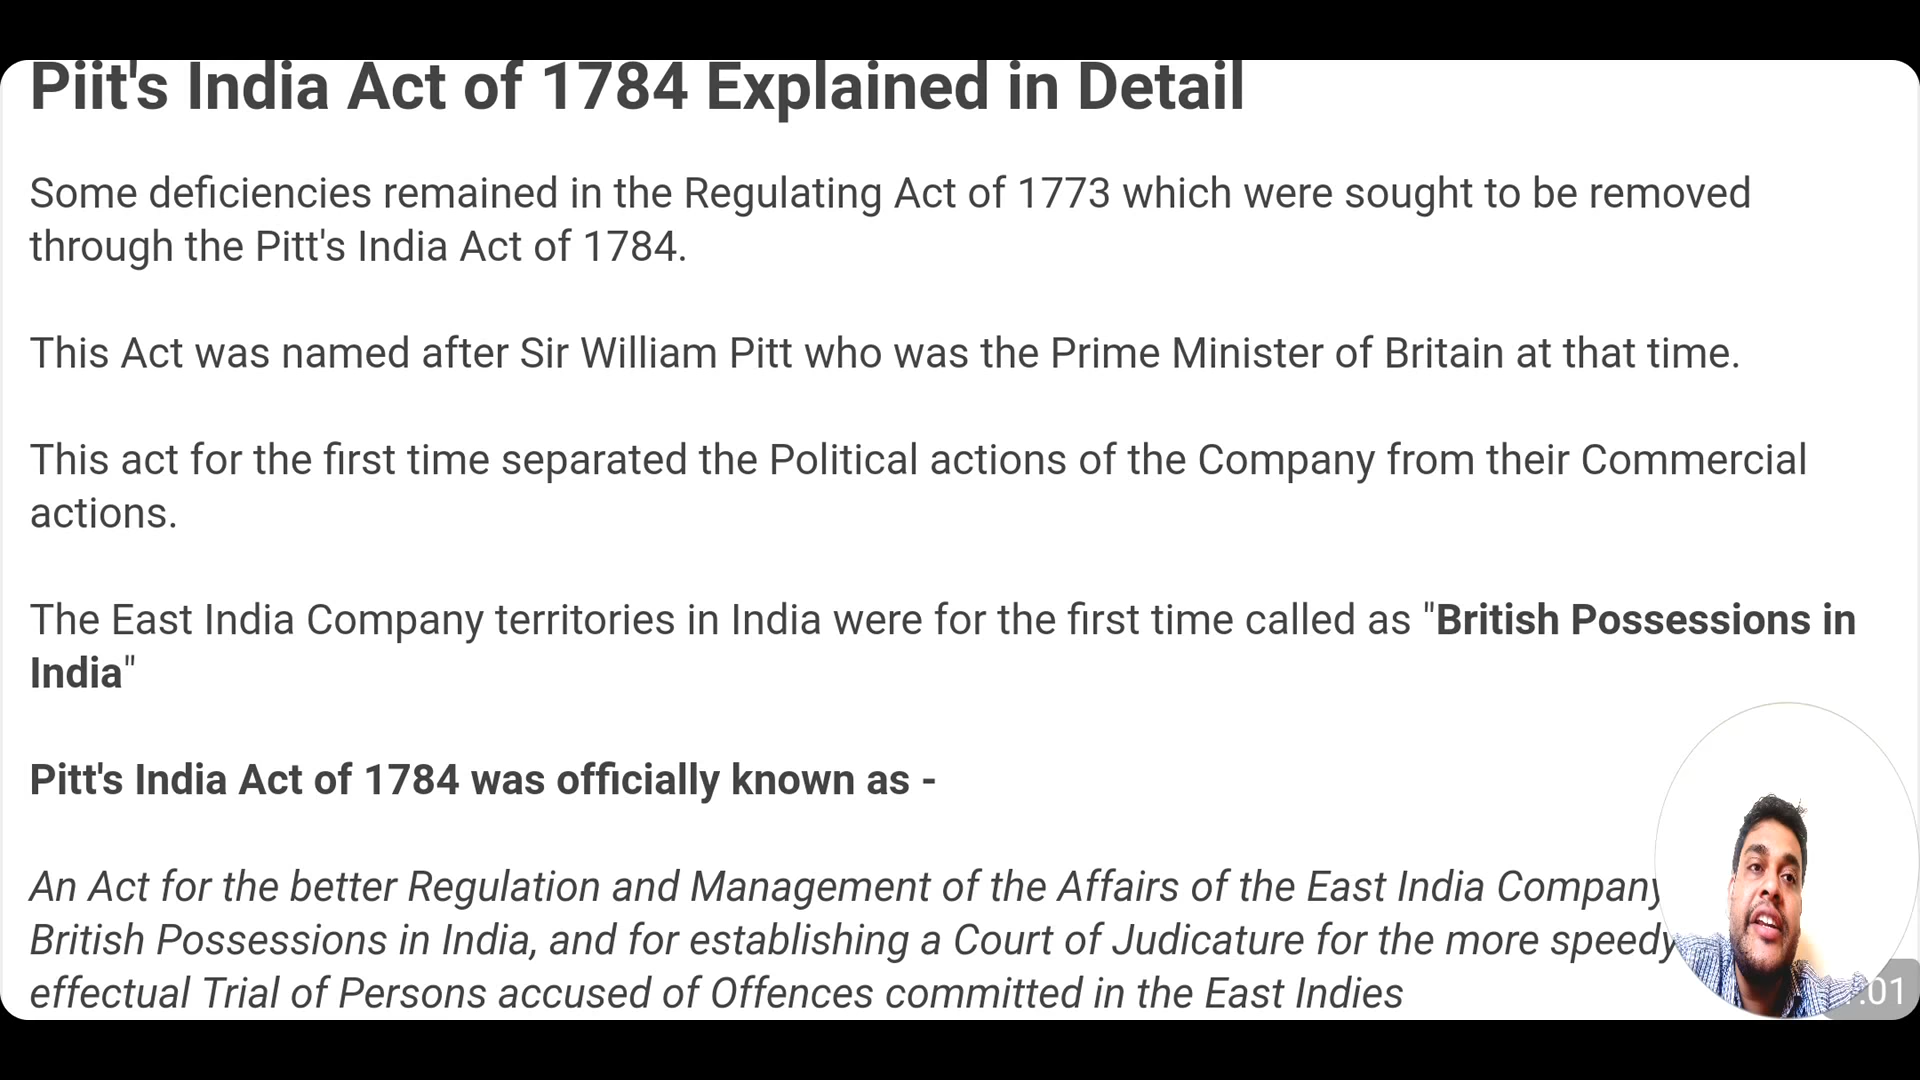 Piit's India Act of 1784 Explained in Detail
Some deficiencies remained in the Regulating Act of 1773 which were sought to be removed
through the Pitt's India Act of 1784.
This Act was named after Sir William Pitt who was the Prime Minister of Britain at that time.
This act for the first time separated the Political actions of the Company from their Commercial
actions.
The East India Company territories in India were for the first time called as "British Possessions in
India"
Pitt's India Act of 1784 was officially known as -
An Act for the better Regulation and Management of the Affairs of the East India Company
British Possessions in India, and for establishing a Court of Judicature for the more speedy
effectual Trial of Persons accused of Offences committed in the East Indies
:01